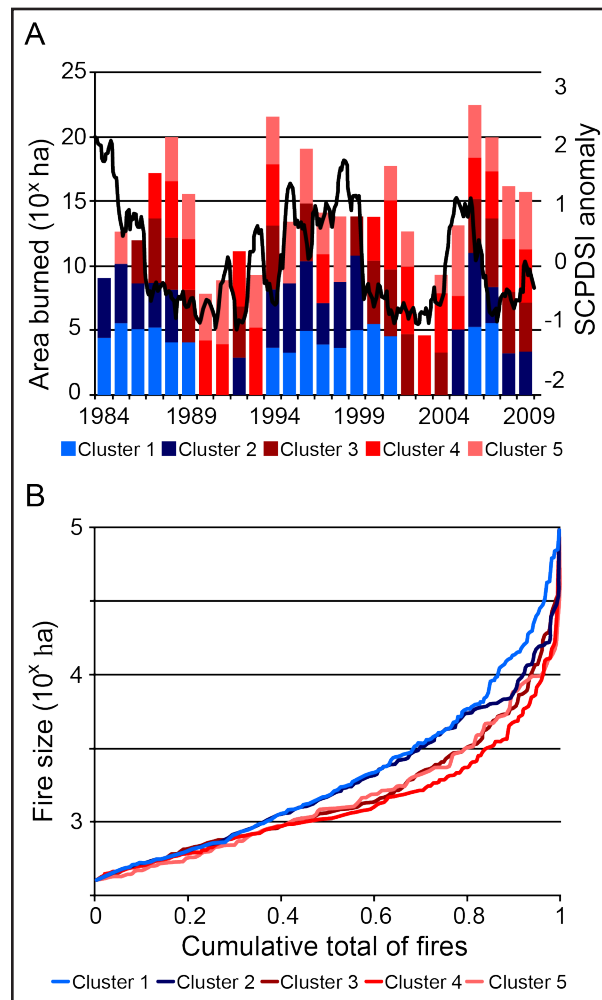 A
25
20
15
10
5
0
Area burned (10ˣ ha)
3
2
1
0
-1
-2
SCPDSI anomaly
1984 1989 1994 1999 2004 2009
Cluster 1 Cluster 2 Cluster 3 Cluster 4 Cluster 5
B
5
4
3
Fire size (10ˣ ha)
0 0.2 0.4 0.6 0.8 1
Cumulative total of fires
Cluster 1 Cluster 2 Cluster 3 Cluster 4 Cluster 5